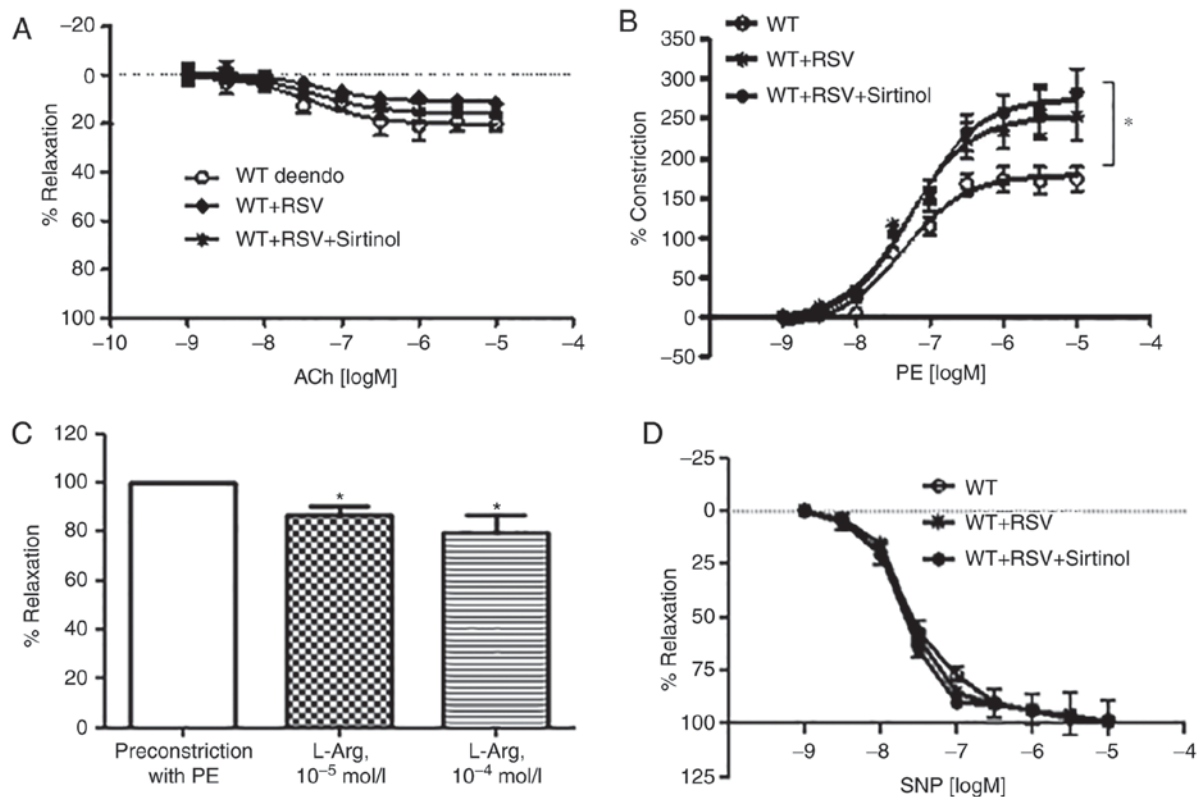 A
−20
0
20
40
60
80
100
% Relaxation
WT deendo
WT+RSV
WT+RSV+Sirtinol
−10 −9 −8 −7 −6 −5 −4
ACh [logM]
B
WT
WT+RSV
WT+RSV+Sirtinol
350
300
250
200
150
100
50
0
−50
% Constriction
*
−9 −8 −7 −6 −5 −4
PE [logM]
C
120
100
80
60
40
20
0
% Relaxation
* *
Preconstriction
with PE
L-Arg,
10⁻⁵ mol/l
L-Arg,
10⁻⁴ mol/l
D
−25
0
25
50
75
100
125
% Relaxation
WT
WT+RSV
WT+RSV+Sirtinol
−9 −8 −7 −6 −5 −4
SNP [logM]